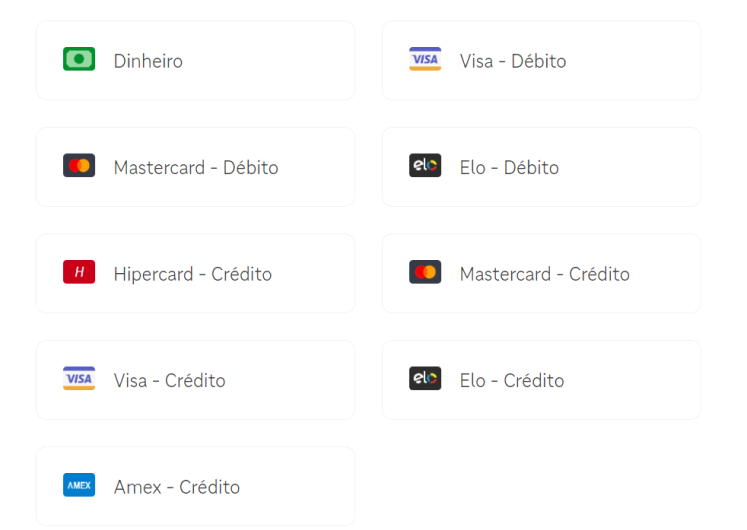 Dinheiro
VISA Visa - Débito
Mastercard - Débito
elo Elo - Débito
H Hipercard - Crédito
Mastercard - Crédito
VISA Visa - Crédito
elo Elo - Crédito
AMEX Amex - Crédito